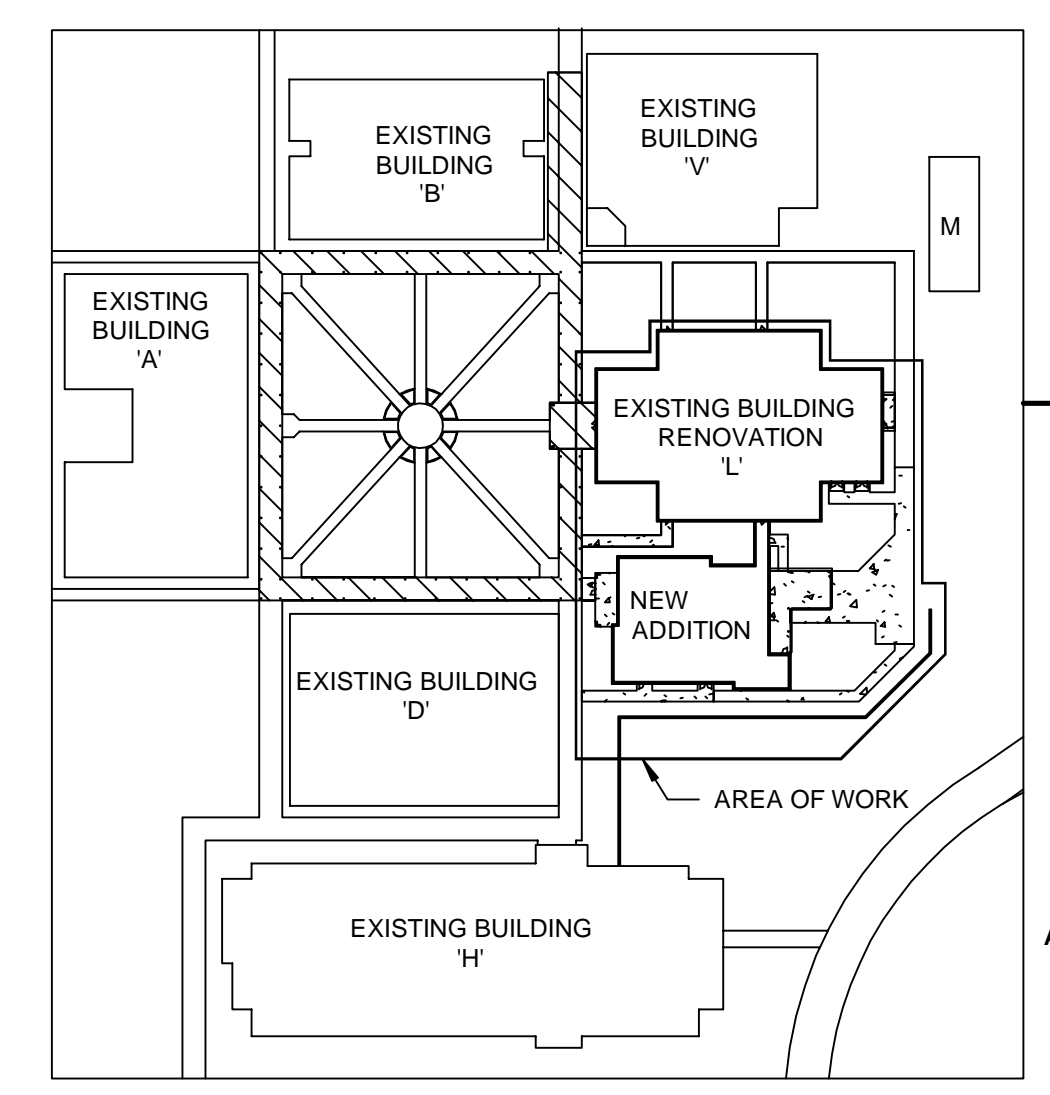 EXISTING
BUILDING
'B'
EXISTING
BUILDING
'V'
M
EXISTING
BUILDING
'A'
EXISTING BUILDING
RENOVATION
'L'
NEW
ADDITION
EXISTING BUILDING
'D'
AREA OF WORK
EXISTING BUILDING
'H'